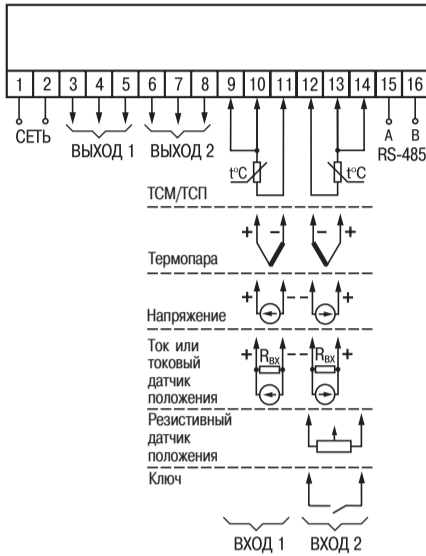 1 2 3 4 5 6 7 8 9 10 11 12 13 14 15 16
СЕТЬ ВЫХОД 1 ВЫХОД 2 A B
RS-485
t°C t°C
ТСМ/ТСП
+ - - +
Термопара
+ - - +
Напряжение
Ток или
токовый
датчик
положения
+ Rвх - - Rвх +
Резистивный
датчик
положения
Ключ
ВХОД 1 ВХОД 2